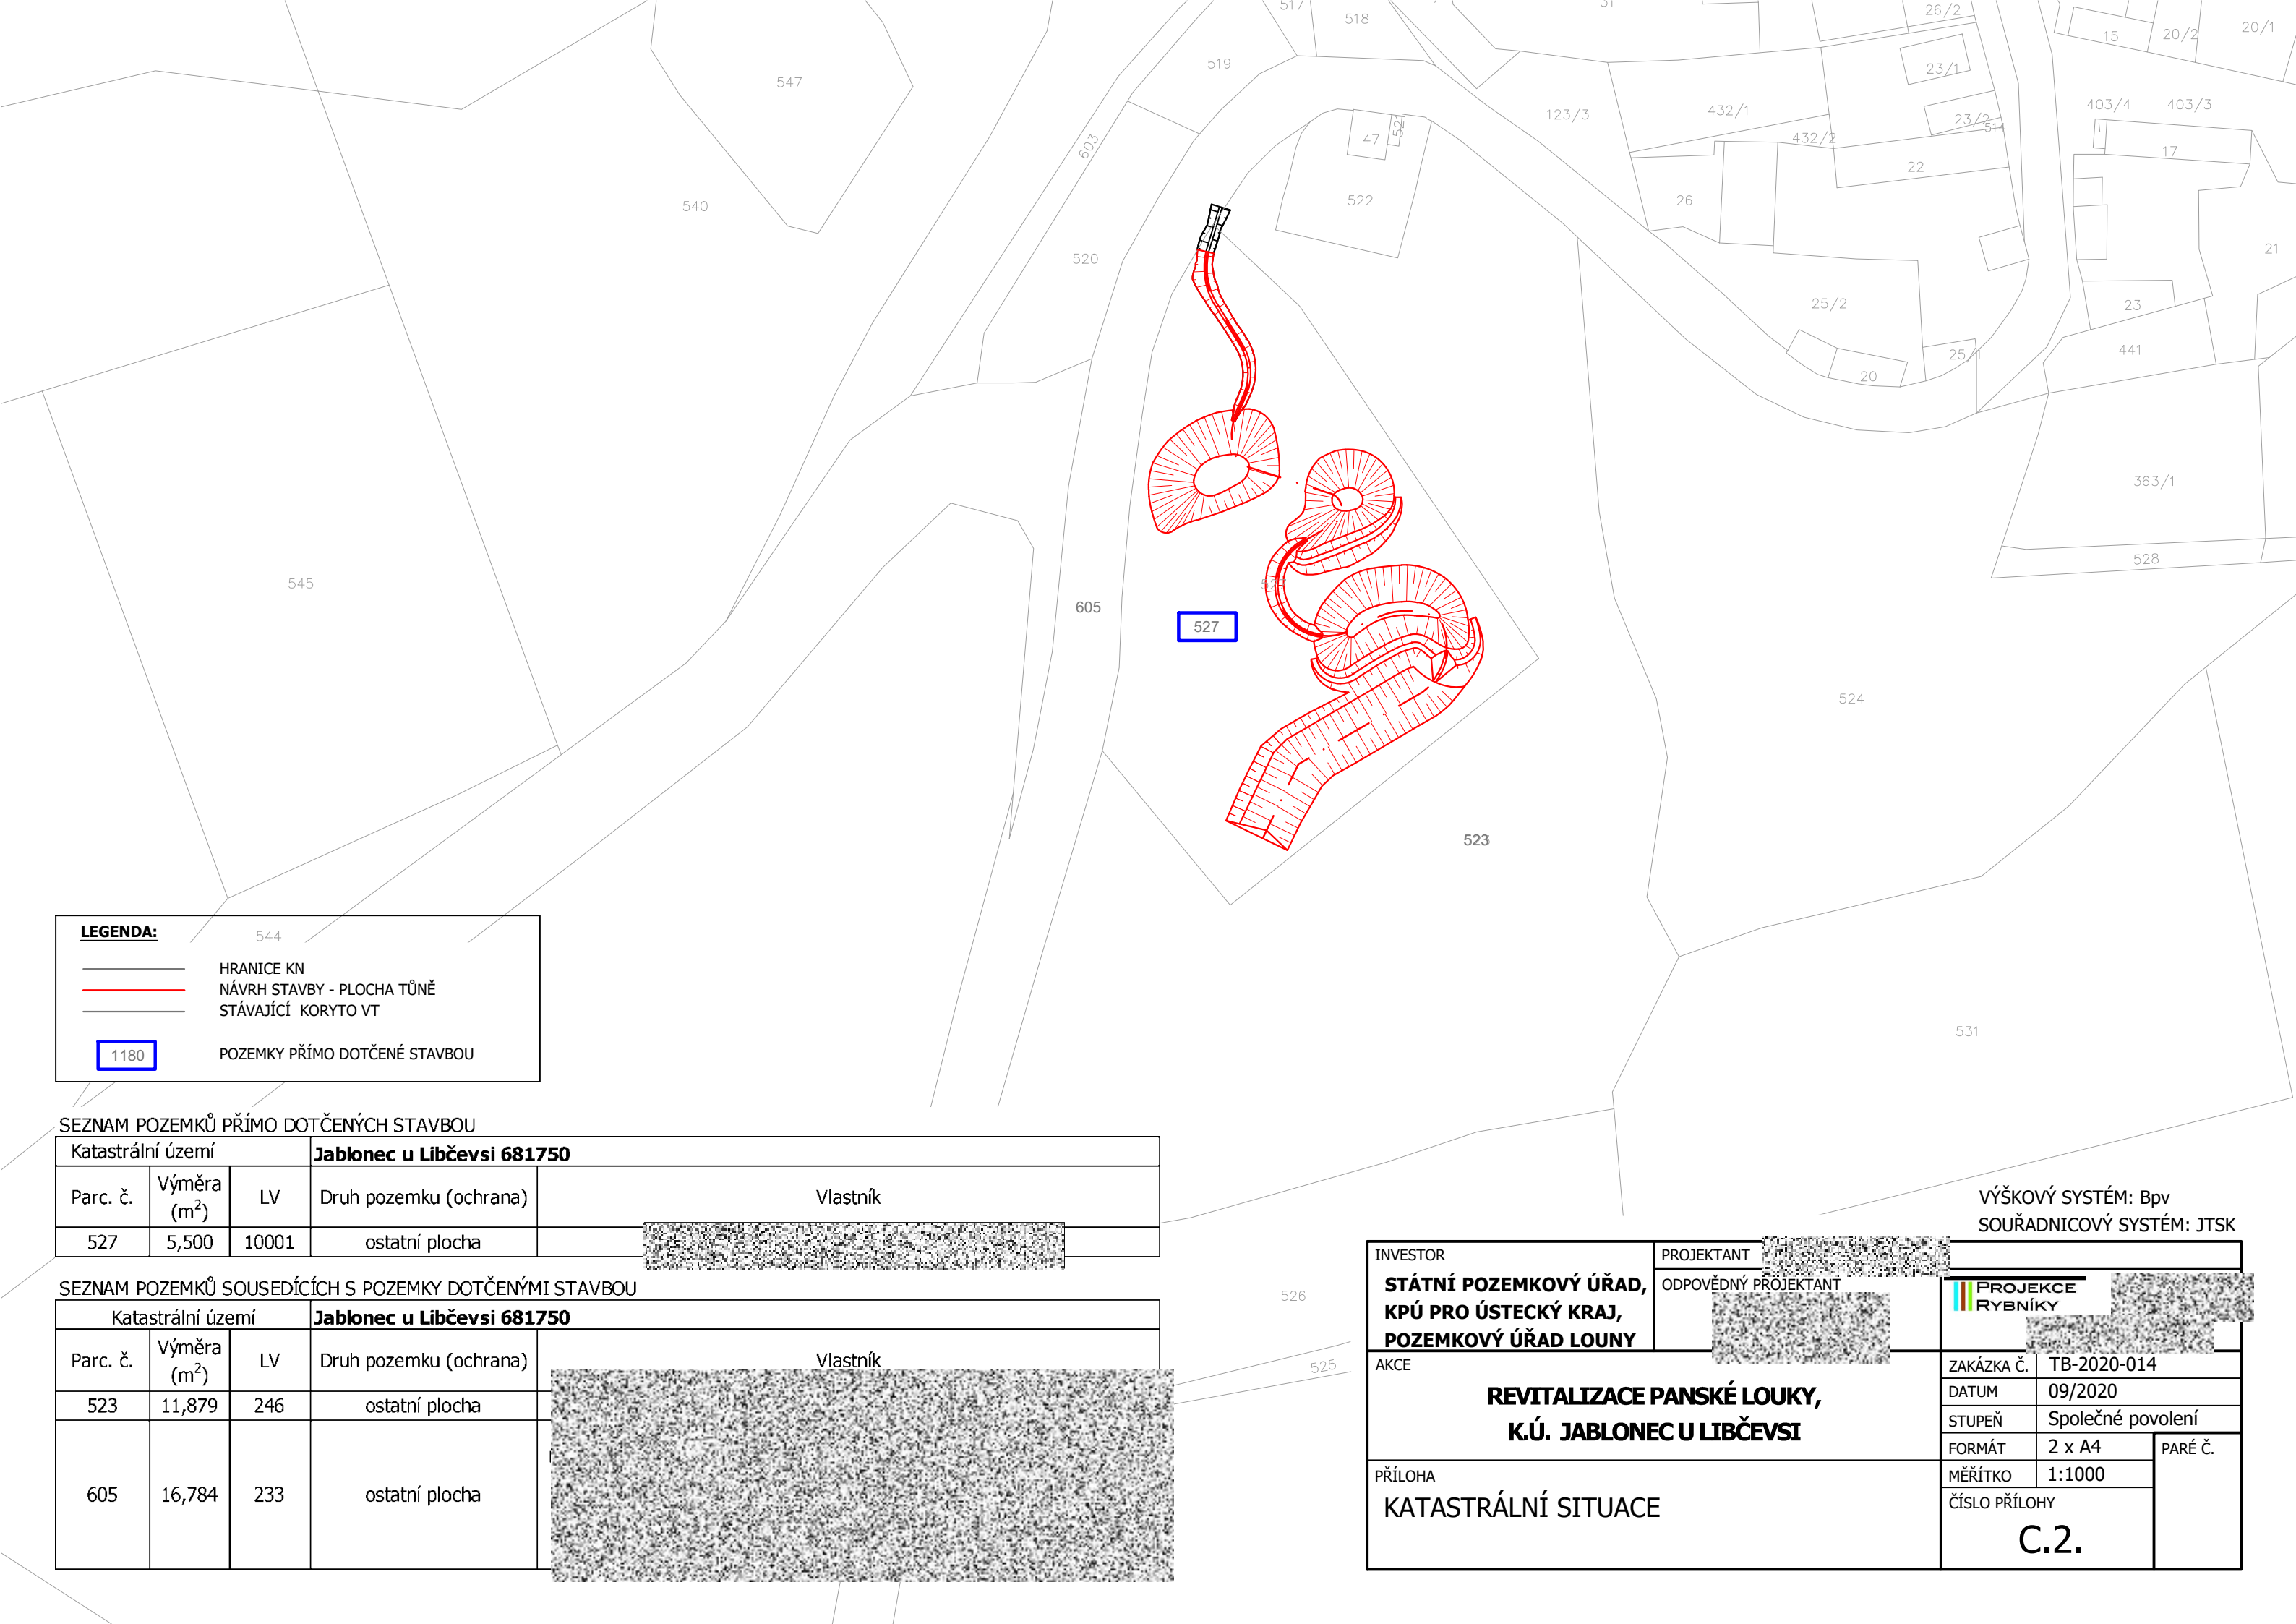 517
518
31
26/2
15
20/2
20/1
519
547
23/1
603
123/3
432/1
403/4
403/3
47
521
23/2
514
432/2
22
17
540
522
26
520
21
25/2
23
25/1
441
20
363/1
528
545
527
605
527
524
523
LEGENDA:
544
HRANICE KN
NÁVRH STAVBY - PLOCHA TŮNĚ
STÁVAJÍCÍ KORYTO VT
1180
POZEMKY PŘÍMO DOTČENÉ STAVBOU
531
526
525
SEZNAM POZEMKŮ PŘÍMO DOTČENÝCH STAVBOU
Katastrální území
Jablonec u Libčevsi 681750
Parc. č.
Výměra (m²)
LV
Druh pozemku (ochrana)
Vlastník
527
5,500
10001
ostatní plocha
SEZNAM POZEMKŮ SOUSEDÍCÍCH S POZEMKY DOTČENÝMI STAVBOU
Katastrální území
Jablonec u Libčevsi 681750
Parc. č.
Výměra (m²)
LV
Druh pozemku (ochrana)
Vlastník
523
11,879
246
ostatní plocha
605
16,784
233
ostatní plocha
VÝŠKOVÝ SYSTÉM: Bpv
SOUŘADNICOVÝ SYSTÉM: JTSK
INVESTOR
STÁTNÍ POZEMKOVÝ ÚŘAD,
KPÚ PRO ÚSTECKÝ KRAJ,
POZEMKOVÝ ÚŘAD LOUNY
PROJEKTANT
ODPOVĚDNÝ PROJEKTANT
PROJEKCE
RYBNÍKY
AKCE
REVITALIZACE PANSKÉ LOUKY,
K.Ú. JABLONEC U LIBČEVSI
PŘÍLOHA
KATASTRÁLNÍ SITUACE
ZAKÁZKA Č.
TB-2020-014
DATUM
09/2020
STUPEŇ
Společné povolení
FORMÁT
2 x A4
PARÉ Č.
MĚŘÍTKO
1:1000
ČÍSLO PŘÍLOHY
C.2.